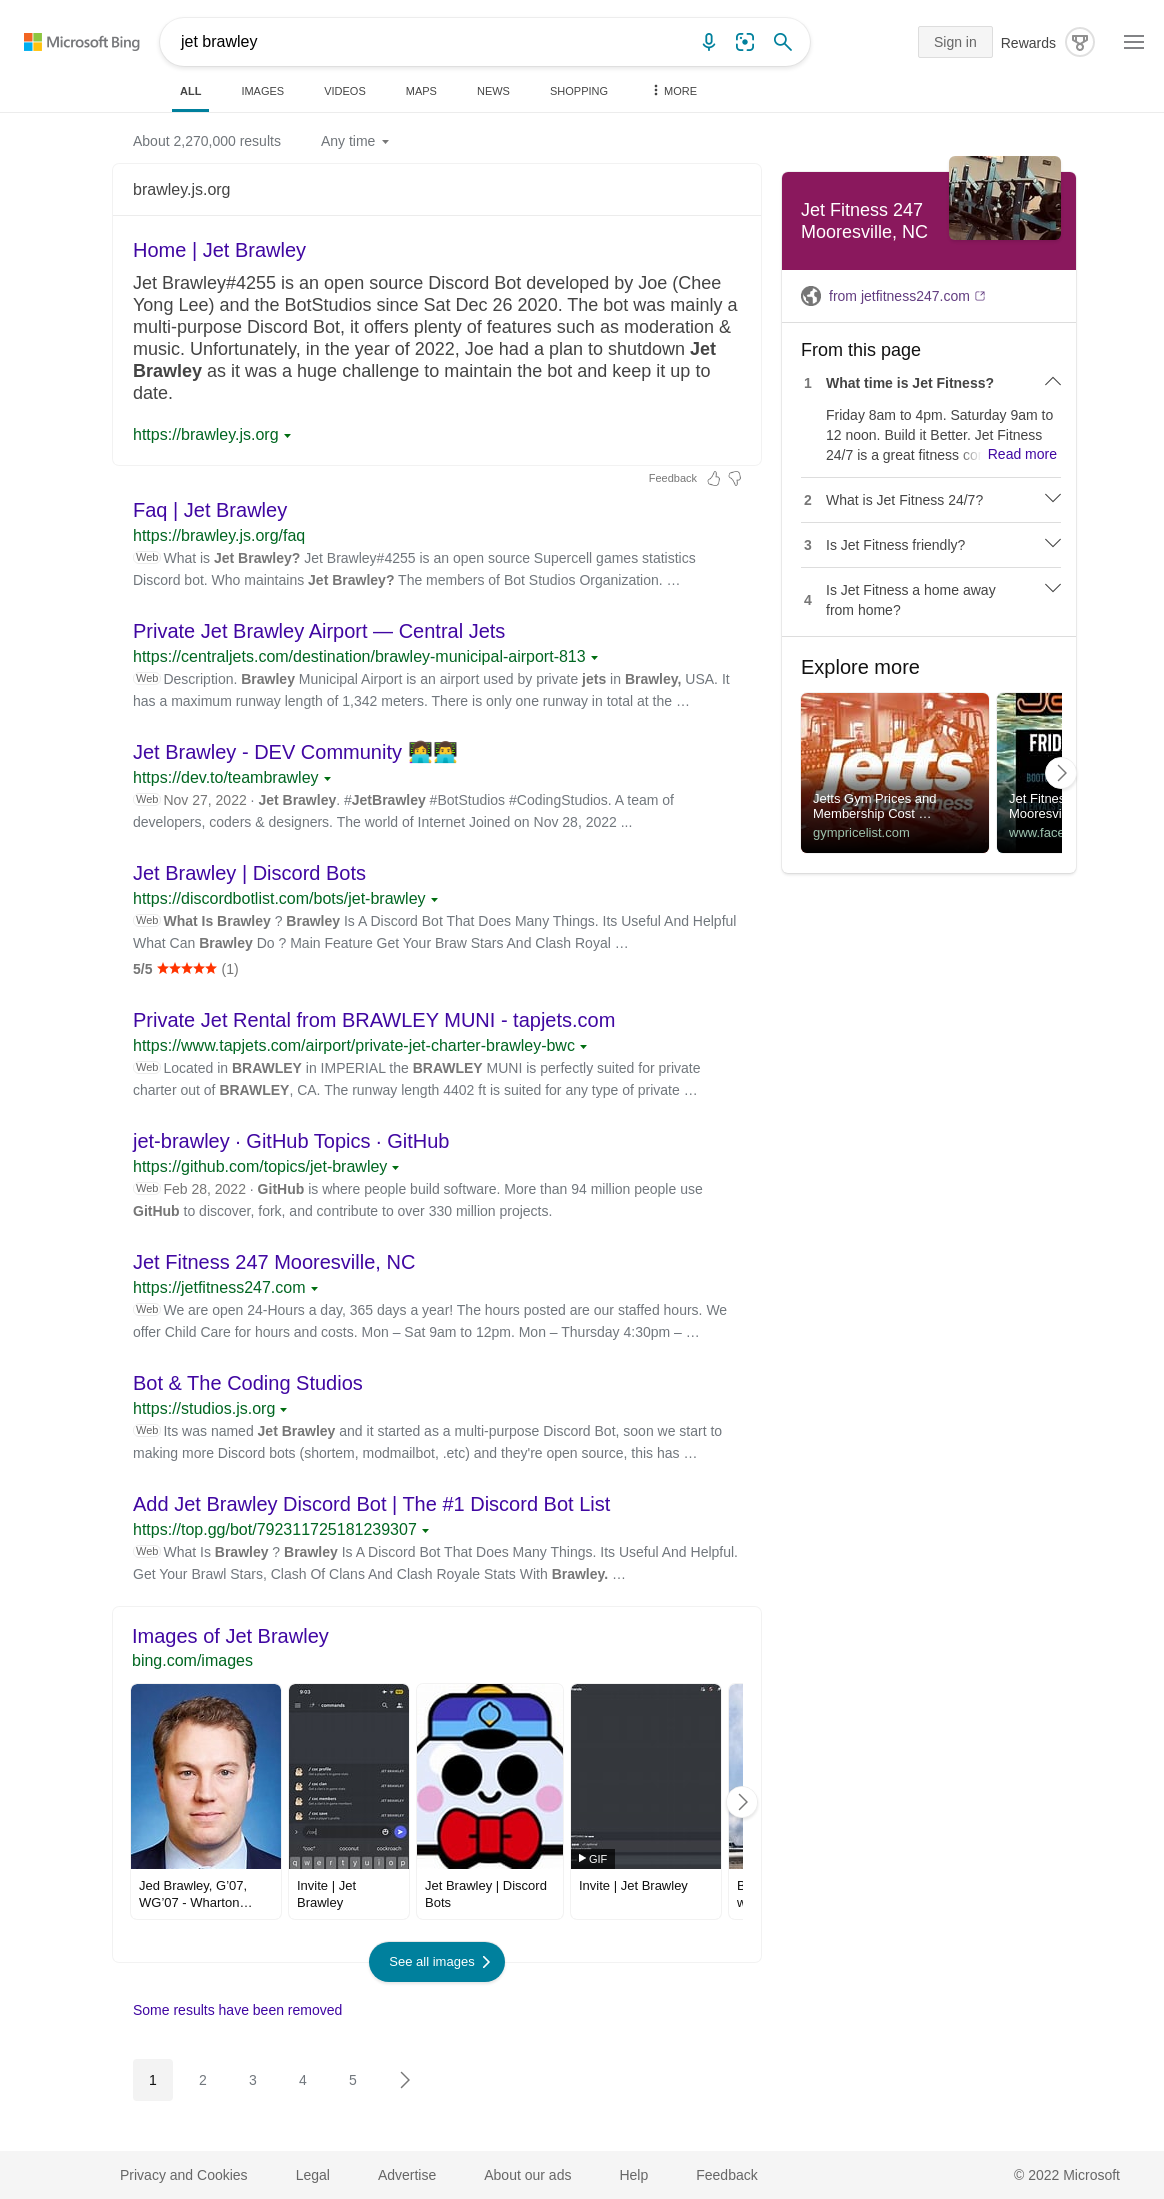 Microsoft Bing
jet brawley
Sign in
Rewards
ALL
IMAGES
VIDEOS
MAPS
NEWS
SHOPPING
MORE
About 2,270,000 results
Any time
brawley.js.org
Home | Jet Brawley
Jet Brawley#4255 is an open source Discord Bot developed by Joe (Chee
Yong Lee) and the BotStudios since Sat Dec 26 2020. The bot was mainly a
multi-purpose Discord Bot, it offers plenty of features such as moderation &
music. Unfortunately, in the year of 2022, Joe had a plan to shutdown Jet
Brawley as it was a huge challenge to maintain the bot and keep it up to
date.
https://brawley.js.org
Feedback
Faq | Jet Brawley
https://brawley.js.org/faq
Web What is Jet Brawley? Jet Brawley#4255 is an open source Supercell games statistics
Discord bot. Who maintains Jet Brawley? The members of Bot Studios Organization. …
Private Jet Brawley Airport — Central Jets
https://centraljets.com/destination/brawley-municipal-airport-813
Web Description. Brawley Municipal Airport is an airport used by private jets in Brawley, USA. It
has a maximum runway length of 1,342 meters. There is only one runway in total at the …
Jet Brawley - DEV Community 👩‍💻👨‍💻
https://dev.to/teambrawley
Web Nov 27, 2022 · Jet Brawley. #JetBrawley #BotStudios #CodingStudios. A team of
developers, coders & designers. The world of Internet Joined on Nov 28, 2022 ...
Jet Brawley | Discord Bots
https://discordbotlist.com/bots/jet-brawley
Web What Is Brawley ? Brawley Is A Discord Bot That Does Many Things. Its Useful And Helpful
What Can Brawley Do ? Main Feature Get Your Braw Stars And Clash Royal …
5/5 ★★★★★ (1)
Private Jet Rental from BRAWLEY MUNI - tapjets.com
https://www.tapjets.com/airport/private-jet-charter-brawley-bwc
Web Located in BRAWLEY in IMPERIAL the BRAWLEY MUNI is perfectly suited for private
charter out of BRAWLEY, CA. The runway length 4402 ft is suited for any type of private …
jet-brawley · GitHub Topics · GitHub
https://github.com/topics/jet-brawley
Web Feb 28, 2022 · GitHub is where people build software. More than 94 million people use
GitHub to discover, fork, and contribute to over 330 million projects.
Jet Fitness 247 Mooresville, NC
https://jetfitness247.com
Web We are open 24-Hours a day, 365 days a year! The hours posted are our staffed hours. We
offer Child Care for hours and costs. Mon – Sat 9am to 12pm. Mon – Thursday 4:30pm – …
Bot & The Coding Studios
https://studios.js.org
Web Its was named Jet Brawley and it started as a multi-purpose Discord Bot, soon we start to
making more Discord bots (shortem, modmailbot, .etc) and they're open source, this has …
Add Jet Brawley Discord Bot | The #1 Discord Bot List
https://top.gg/bot/792311725181239307
Web What Is Brawley ? Brawley Is A Discord Bot That Does Many Things. Its Useful And Helpful.
Get Your Brawl Stars, Clash Of Clans And Clash Royale Stats With Brawley. …
Images of Jet Brawley
bing.com/images
9:03
commands
/ coc profile
/ coc clan
/ coc members
/ coc save
JET BRAWLEY
JET BRAWLEY
JET BRAWLEY
JET BRAWLEY
/coc
"coc" coconut cockroach
q w e r t y u i o p
GIF
Jed Brawley, G'07,
WG'07 - Wharton…
Invite | Jet
Brawley
Jet Brawley | Discord
Bots
Invite | Jet Brawley
See all images
Some results have been removed
1 2 3 4 5
Jet Fitness 247
Mooresville, NC
from jetfitness247.com
From this page
1 What time is Jet Fitness?
Friday 8am to 4pm. Saturday 9am to
12 noon. Build it Better. Jet Fitness
24/7 is a great fitness co Read more
2 What is Jet Fitness 24/7?
3 Is Jet Fitness friendly?
4 Is Jet Fitness a home away
from home?
Explore more
jetts
24 hour fitness
Jetts Gym Prices and
Membership Cost …
gympricelist.com
FRID
Jet Fitnes
Mooresvi
www.face
Privacy and Cookies
Legal
Advertise
About our ads
Help
Feedback
© 2022 Microsoft